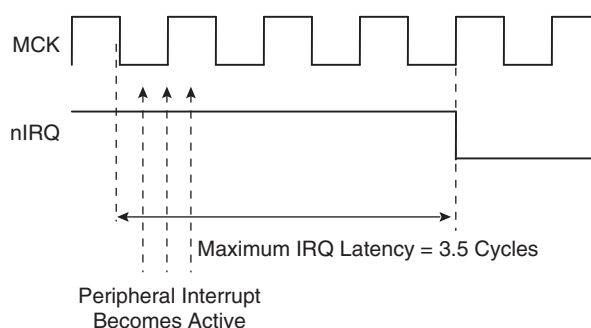 MCK
nIRQ
Maximum IRQ Latency = 3.5 Cycles
Peripheral Interrupt
Becomes Active